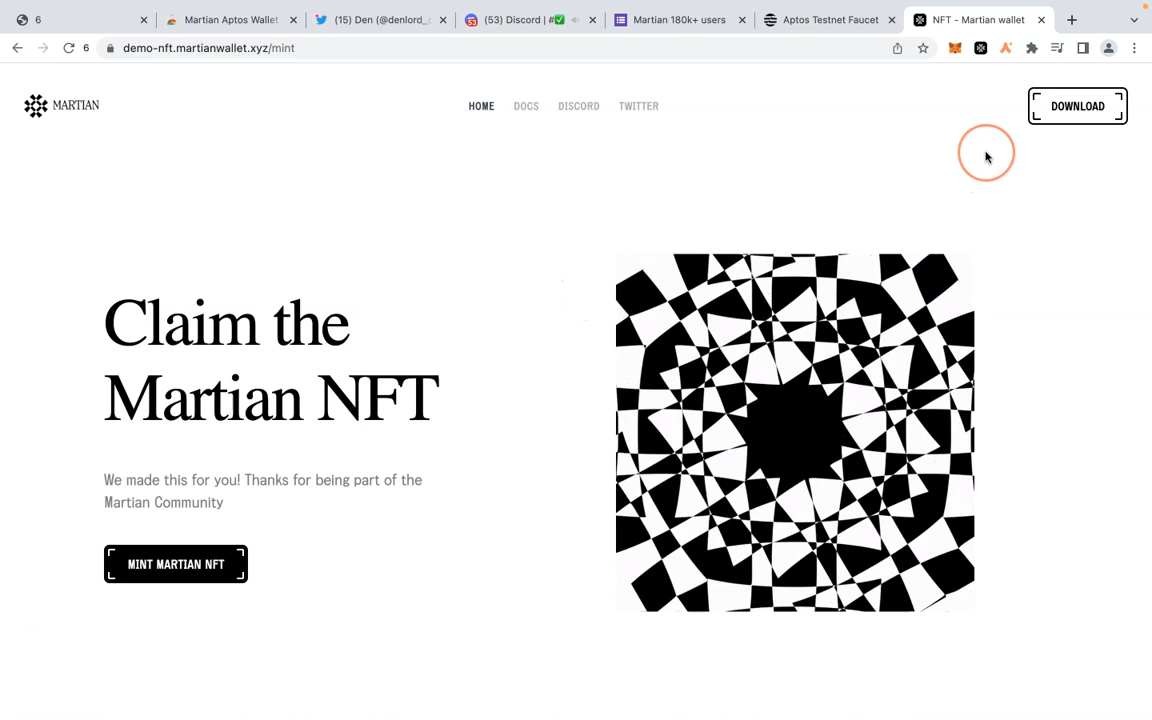 6
Martian Aptos Wallet
(15) Den (@denlord_
(53) Discord | #✅
Martian 180k+ users
Aptos Testnet Faucet
NFT - Martian wallet
6
demo-nft.martianwallet.xyz/mint
MARTIAN
HOME
DOCS
DISCORD
TWITTER
DOWNLOAD
Claim the
Martian NFT
We made this for you! Thanks for being part of the
Martian Community
MINT MARTIAN NFT